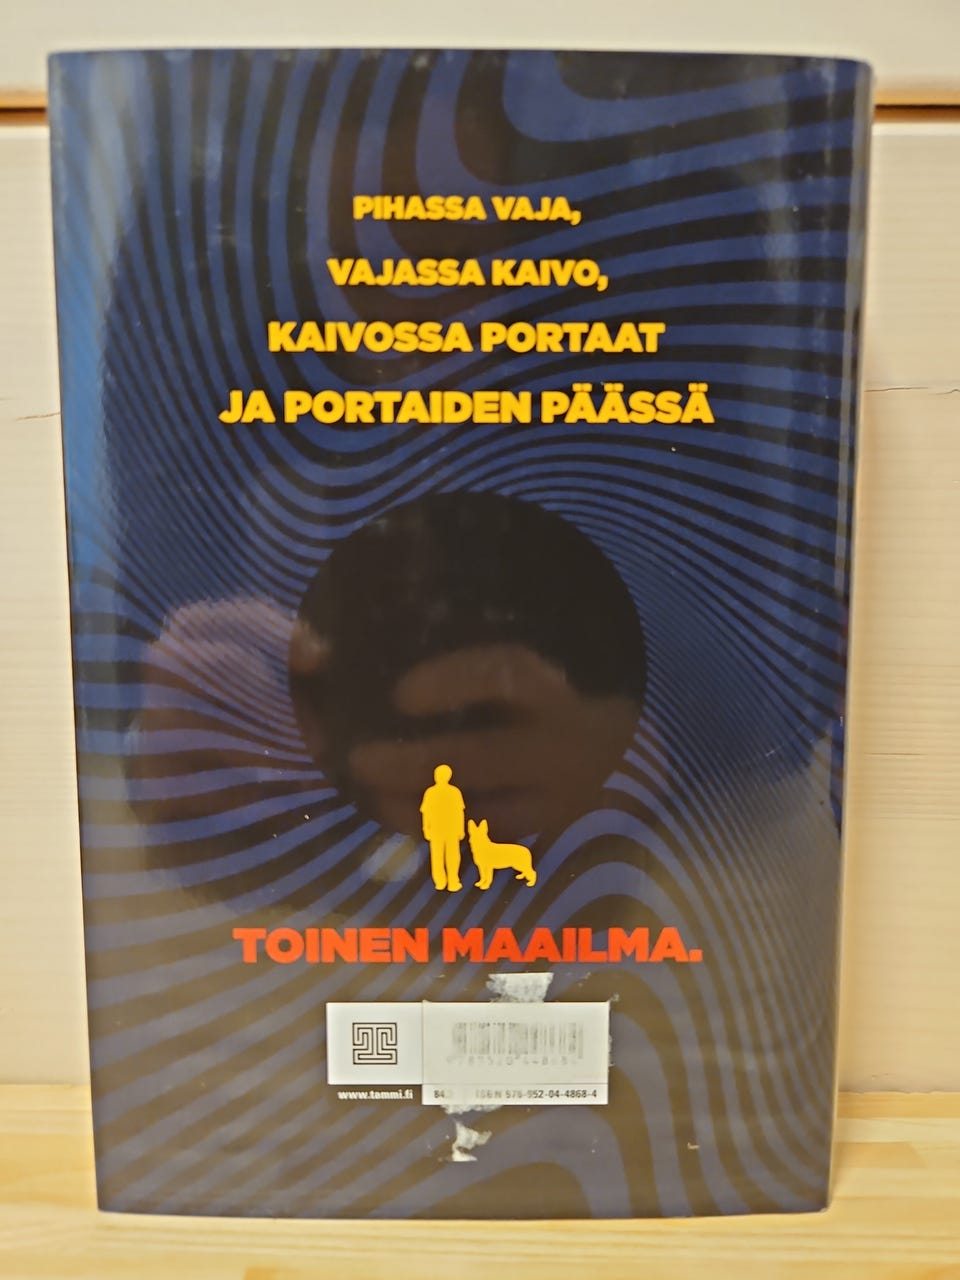 PIHASSA VAJA,
VAJASSA KAIVO,
KAIVOSSA PORTAAT
JA PORTAIDEN PÄÄSSÄ
TOINEN MAAILMA.
www.tammi.fi
84. ISBN 978-952-04-4868-4